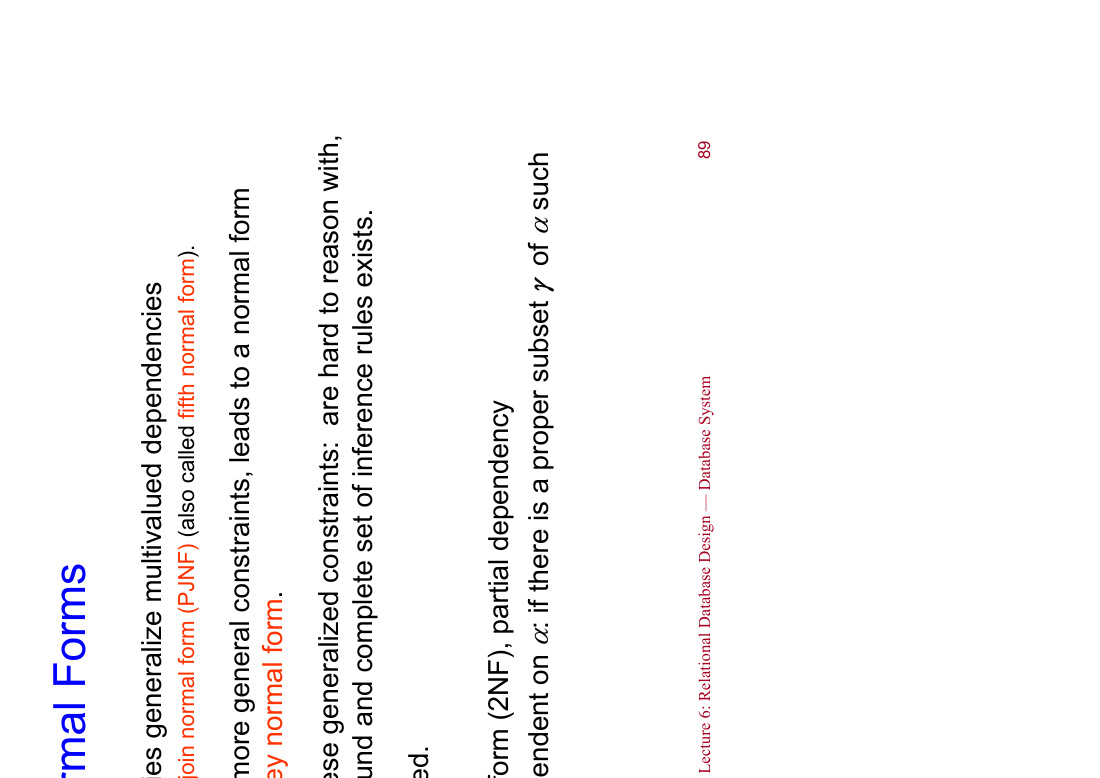 rmal Forms
ies generalize multivalued dependencies
join normal form (PJNF) (also called fifth normal form).
more general constraints, leads to a normal form
ey normal form.
ese generalized constraints: are hard to reason with,
und and complete set of inference rules exists.
ed.
form (2NF), partial dependency
endent on α: if there is a proper subset γ of α such
Lecture 6: Relational Database Design — Database System
89